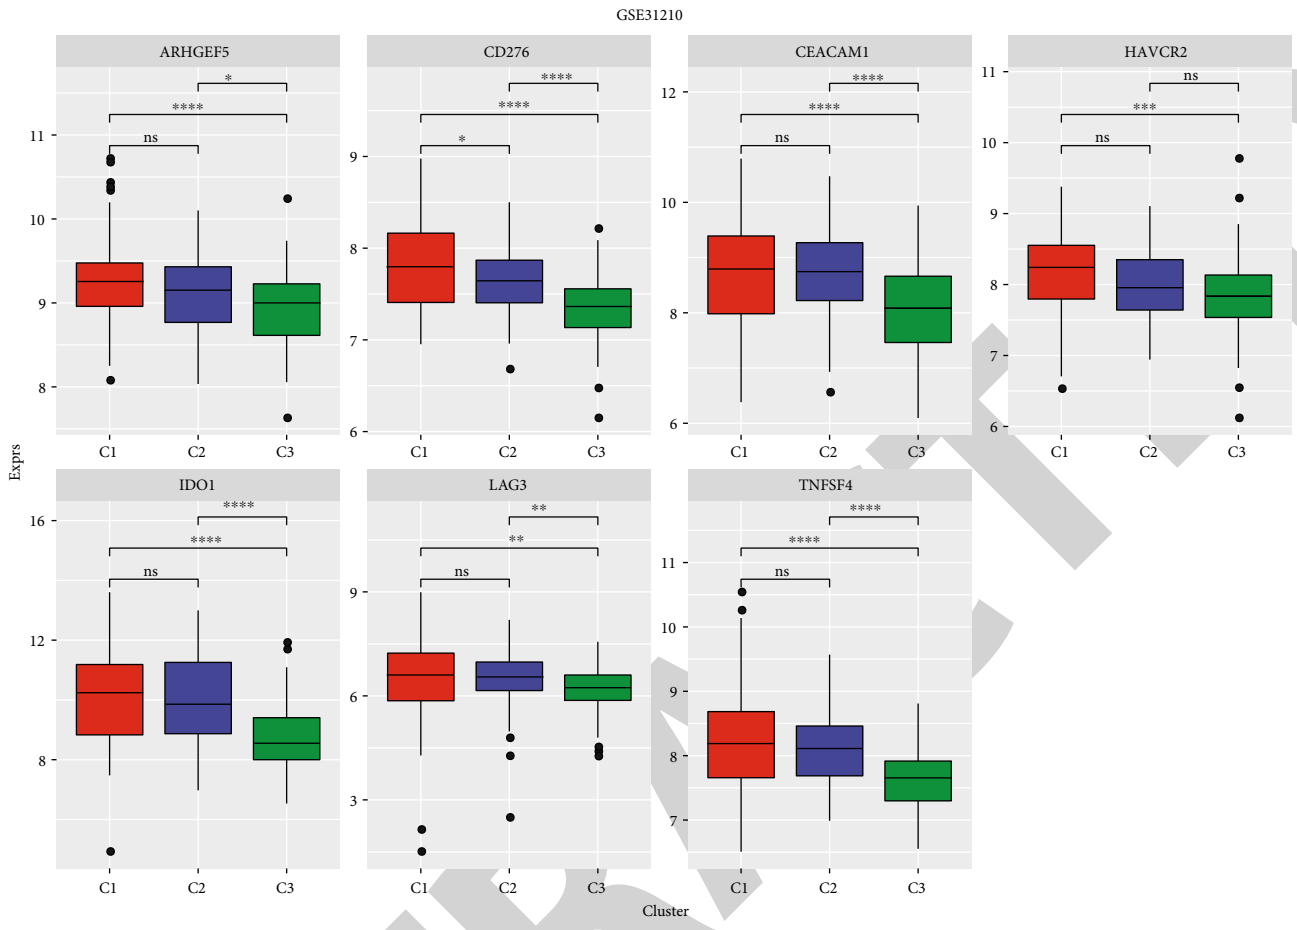 GSE31210
ARHGEF5 CD276 CEACAM1 HAVCR2
* **** **** ns
**** **** **** ***
ns * ns ns
11 10 9 8
9 8 7 6
12 10 8 6
11 10 9 8 7 6
C1 C2 C3 C1 C2 C3 C1 C2 C3 C1 C2 C3
Exprs
IDO1 LAG3 TNFSF4
**** ** ****
**** ** ****
ns ns ns
16 12 8
9 6 3
11 10 9 8 7
C1 C2 C3 C1 C2 C3 C1 C2 C3
Cluster